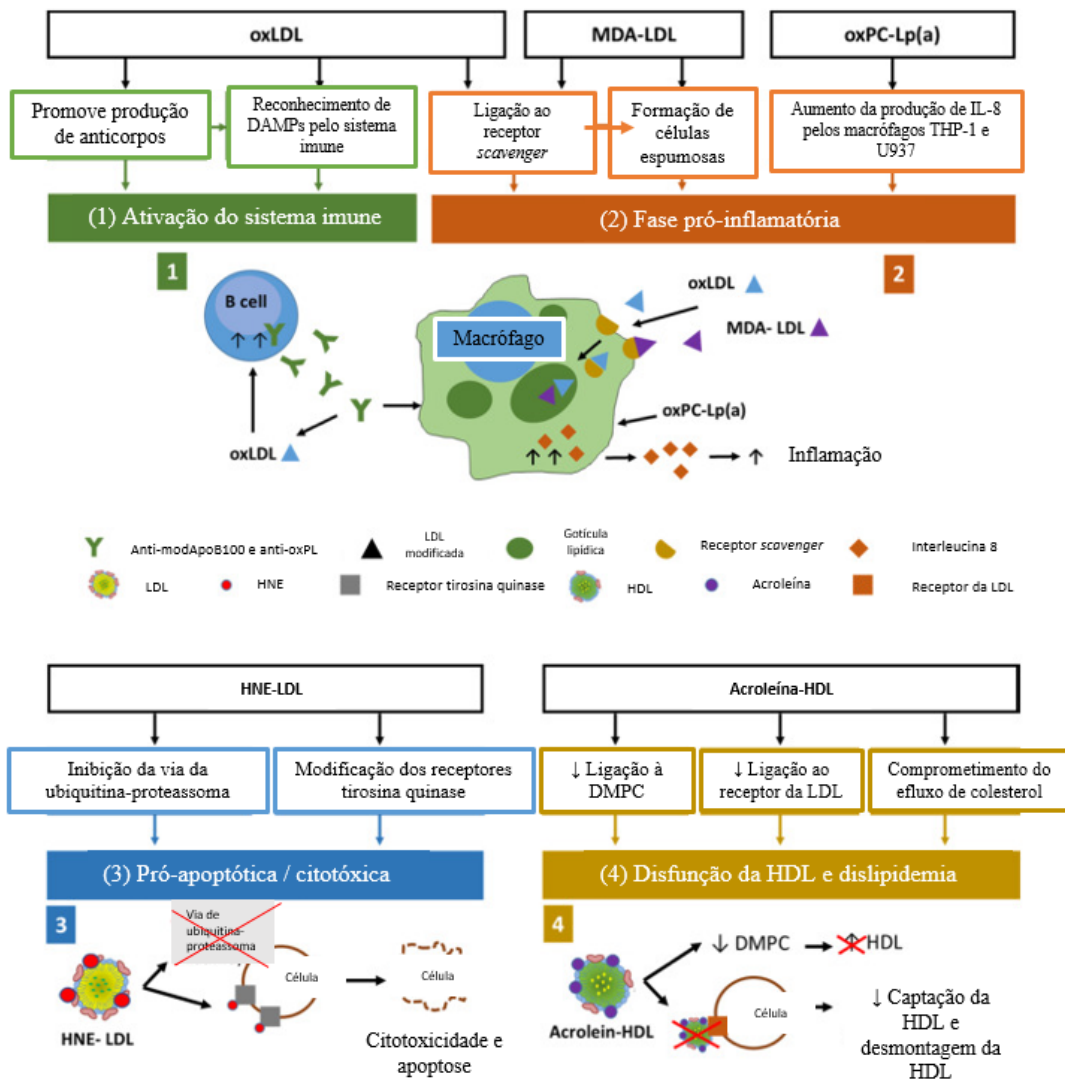 oxLDL
MDA-LDL
oxPC-Lp(a)
Promove produção
de anticorpos
Reconhecimento de
DAMPs pelo sistema
imune
Ligação ao
receptor
scavenger
Formação de
células
espumosas
Aumento da produção de IL-8
pelos macrófagos THP-1 e
U937
(1) Ativação do sistema imune
(2) Fase pró-inflamatória
1
2
B cell
↑ ↑
oxLDL
Macrófago
oxLDL
MDA- LDL
oxPC-Lp(a)
↑ ↑
↑ Inflamação
Anti-modApoB100 e anti-oxPL
LDL
modificada
Gotícula
lipídica
Receptor scavenger
Interleucina 8
LDL
HNE
Receptor tirosina quinase
HDL
Acroleína
Receptor da LDL
HNE-LDL
Acroleína-HDL
Inibição da via da
ubiquitina-proteassoma
Modificação dos receptores
tirosina quinase
↓ Ligação à
DMPC
↓ Ligação ao
receptor da LDL
Comprometimento do
efluxo de colesterol
(3) Pró-apoptótica / citotóxica
(4) Disfunção da HDL e dislipidemia
3
Via de
ubiquitina-
proteassoma
Célula
Célula
HNE- LDL
Citotoxicidade e
apoptose
4
↓ DMPC
↑ HDL
Célula
Acrolein-HDL
↓ Captação da
HDL e
desmontagem da
HDL